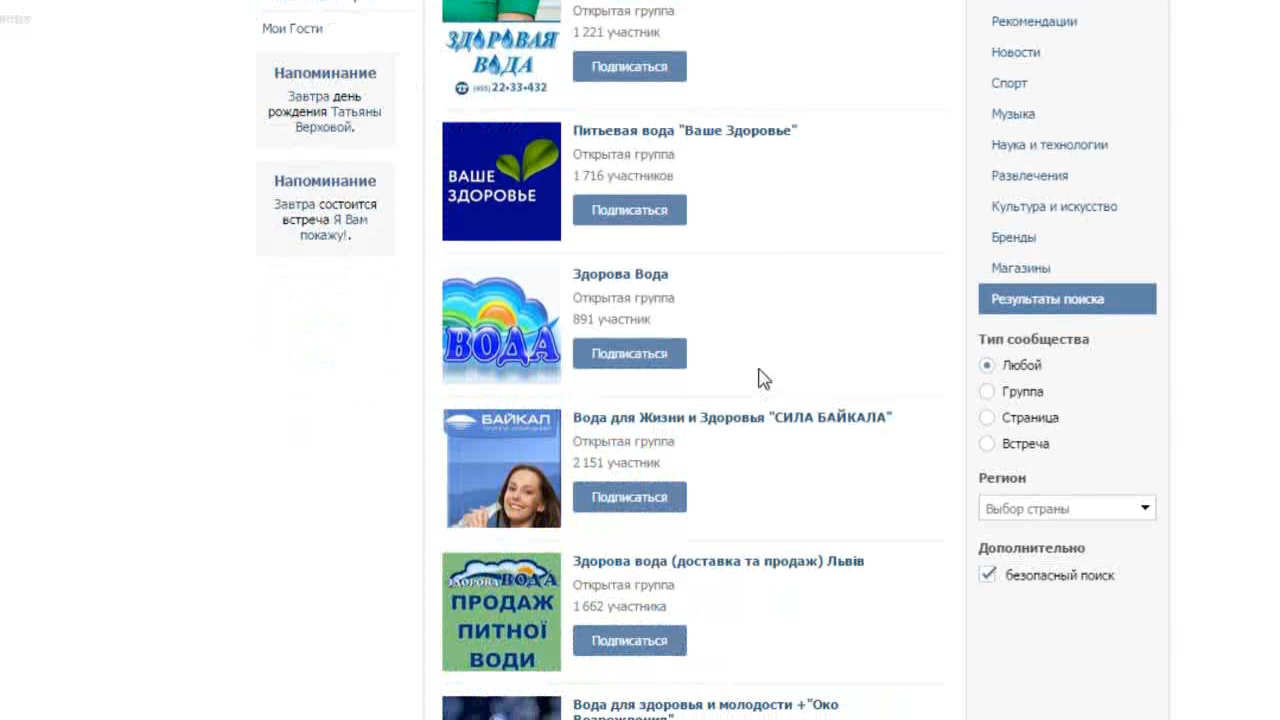 Мои Гости
Напоминание
Завтра день
рождения Татьяны
Верховой.
Напоминание
Завтра состоится
встреча Я Вам
покажу!.
Открытая группа
1 221 участник
Подписаться
ЗДОРОВАЯ
ВОДА
22-33-432
Питьевая вода "Ваше Здоровье"
Открытая группа
1 716 участников
Подписаться
ВАШЕ
ЗДОРОВЬЕ
Здорова Вода
Открытая группа
891 участник
Подписаться
ВОДА
Вода для Жизни и Здоровья "СИЛА БАЙКАЛА"
Открытая группа
2 151 участник
Подписаться
БАЙКАЛ
Здорова вода (доставка та продаж) Львів
Открытая группа
1 662 участника
Подписаться
ЗДОРОВА ВОДА
ПРОДАЖ
ПИТНОЇ
ВОДИ
Вода для здоровья и молодости +"Око
Возрождения"
Рекомендации
Новости
Спорт
Музыка
Наука и технологии
Развлечения
Культура и искусство
Бренды
Магазины
Результаты поиска
Тип сообщества
Любой
Группа
Страница
Встреча
Регион
Выбор страны
Дополнительно
безопасный поиск